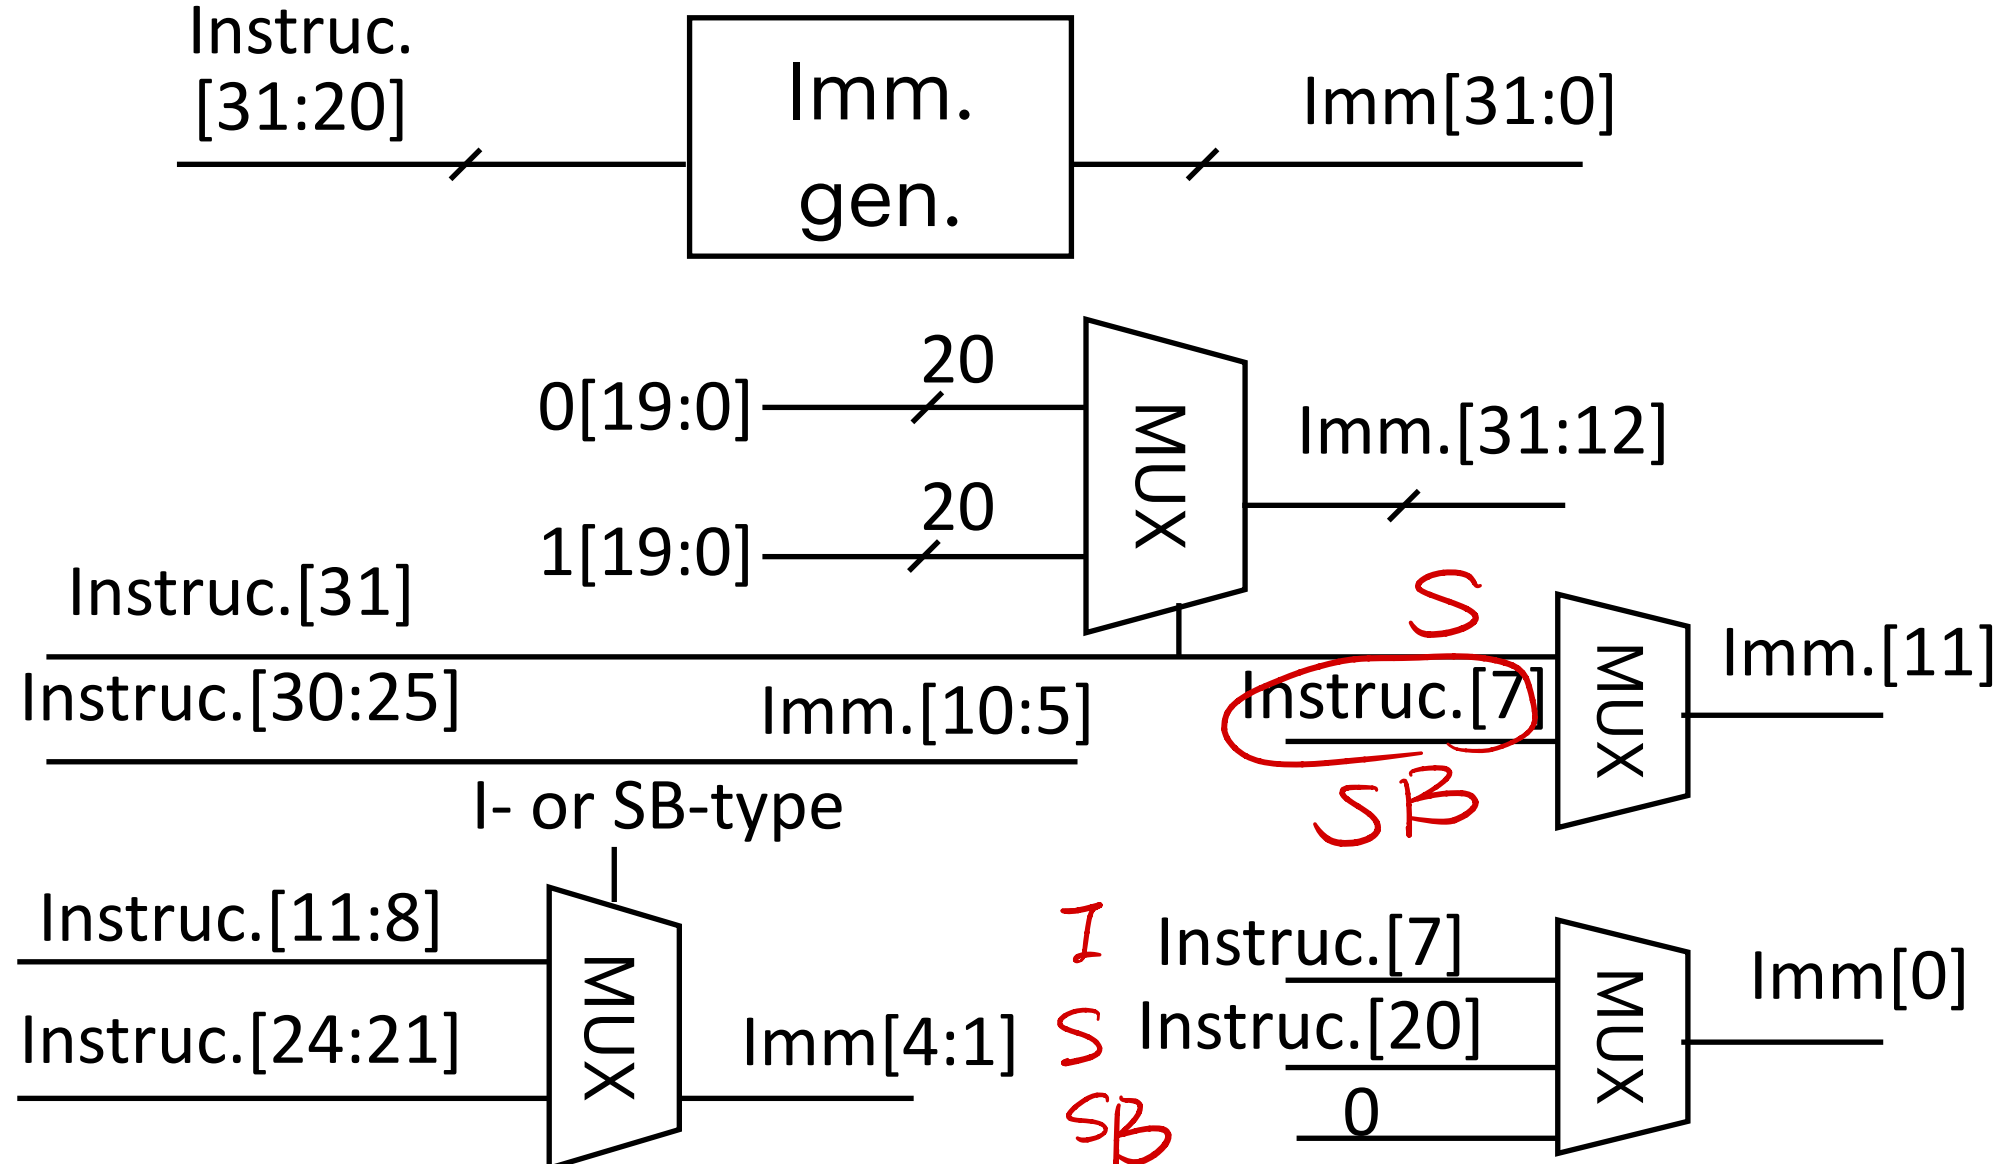 Instruc.
[31:20]
Imm.
gen.
Imm[31:0]
0[19:0]
20
1[19:0]
20
MUX
Imm.[31:12]
Instruc.[31]
S
Instruc.[30:25]
Imm.[10:5]
Instruc.[7]
SB
MUX
Imm.[11]
I- or SB-type
Instruc.[11:8]
Instruc.[24:21]
MUX
Imm[4:1]
I
Instruc.[7]
S
Instruc.[20]
SB
0
MUX
Imm[0]